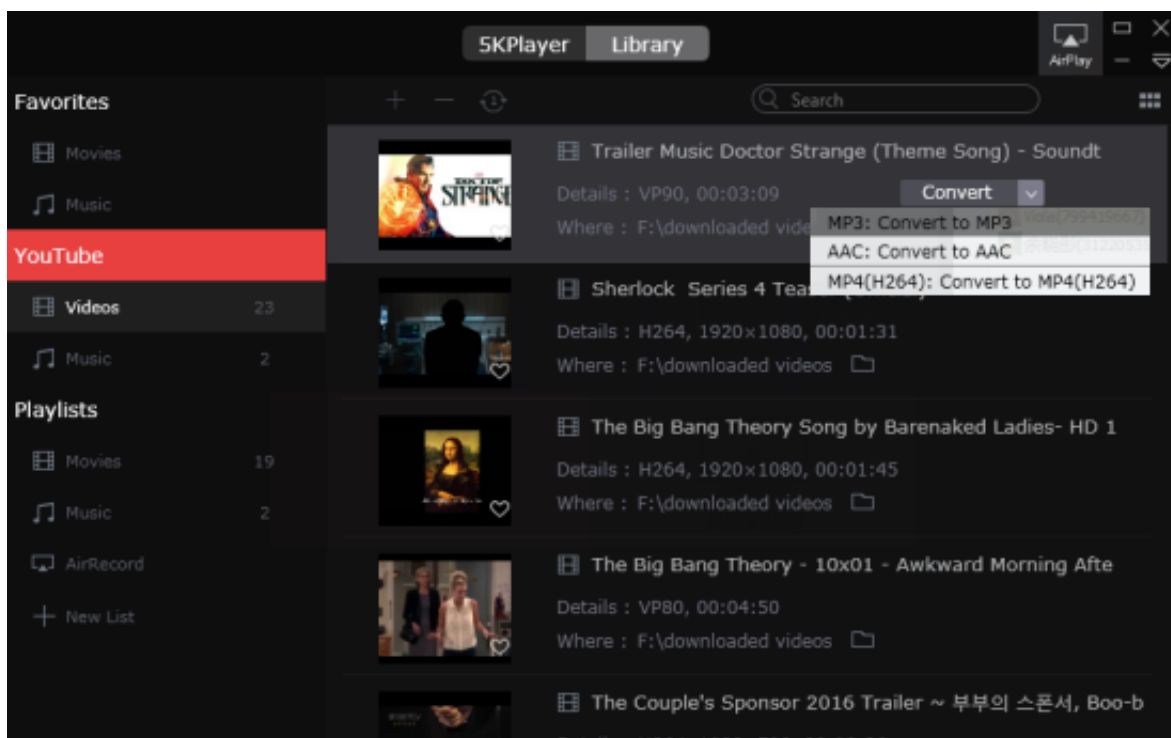 5KPlayer Library
AirPlay
Favorites
Movies
Music
YouTube
Videos 23
Music 2
Playlists
Movies 19
Music 2
AirRecord
New List
Search
DOCTOR
STRANGE
Trailer Music Doctor Strange (Theme Song) - Soundt
Details : VP90, 00:03:09
Convert
Where : F:\downloaded vide
MP3: Convert to MP3
AAC: Convert to AAC
MP4(H264): Convert to MP4(H264)
Sherlock Series 4 Teas
Details : H264, 1920×1080, 00:01:31
Where : F:\downloaded videos
The Big Bang Theory Song by Barenaked Ladies- HD 1
Details : H264, 1920×1080, 00:01:45
Where : F:\downloaded videos
The Big Bang Theory - 10x01 - Awkward Morning Afte
Details : VP80, 00:04:50
Where : F:\downloaded videos
The Couple's Sponsor 2016 Trailer ~ 부부의 스폰서, Boo-b